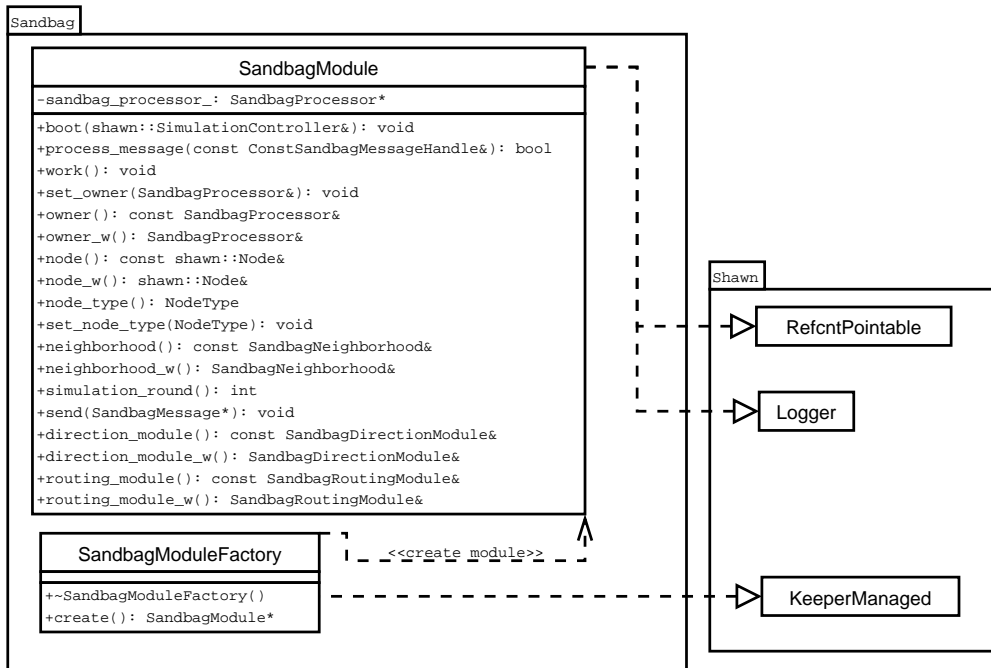 Sandbag
SandbagModule
-sandbag_processor_: SandbagProcessor*
+boot(shawn::SimulationController&): void
+process_message(const ConstSandbagMessageHandle&): bool
+work(): void
+set_owner(SandbagProcessor&): void
+owner(): const SandbagProcessor&
+owner_w(): SandbagProcessor&
+node(): const shawn::Node&
+node_w(): shawn::Node&
+node_type(): NodeType
+set_node_type(NodeType): void
+neighborhood(): const SandbagNeighborhood&
+neighborhood_w(): SandbagNeighborhood&
+simulation_round(): int
+send(SandbagMessage*): void
+direction_module(): const SandbagDirectionModule&
+direction_module_w(): SandbagDirectionModule&
+routing_module(): const SandbagRoutingModule&
+routing_module_w(): SandbagRoutingModule&
<<create module>>
SandbagModuleFactory
+~SandbagModuleFactory()
+create(): SandbagModule*
Shawn
RefcntPointable
Logger
KeeperManaged